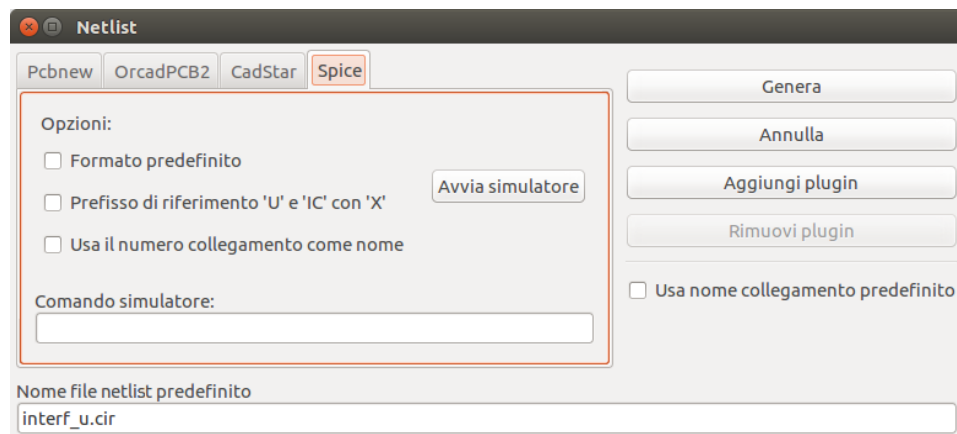 Netlist
Pcbnew OrcadPCB2 CadStar Spice
Opzioni:
Formato predefinito
Prefisso di riferimento 'U' e 'IC' con 'X'
Usa il numero collegamento come nome
Avvia simulatore
Comando simulatore:
Genera
Annulla
Aggiungi plugin
Rimuovi plugin
Usa nome collegamento predefinito
Nome file netlist predefinito
interf_u.cir